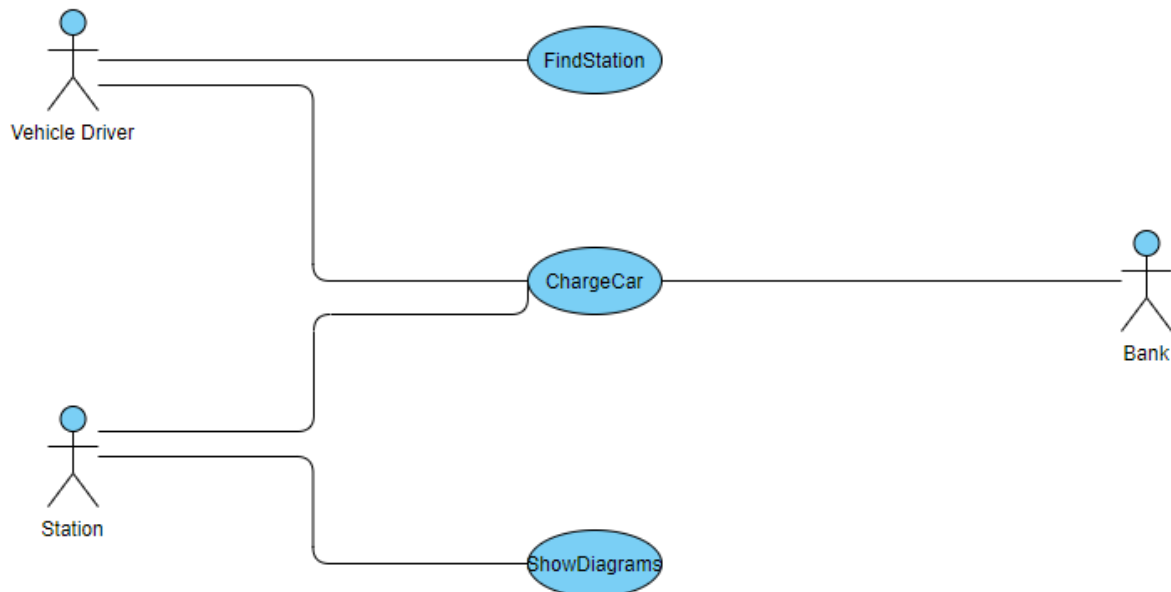 FindStation
Vehicle Driver
ChargeCar
Bank
Station
ShowDiagrams